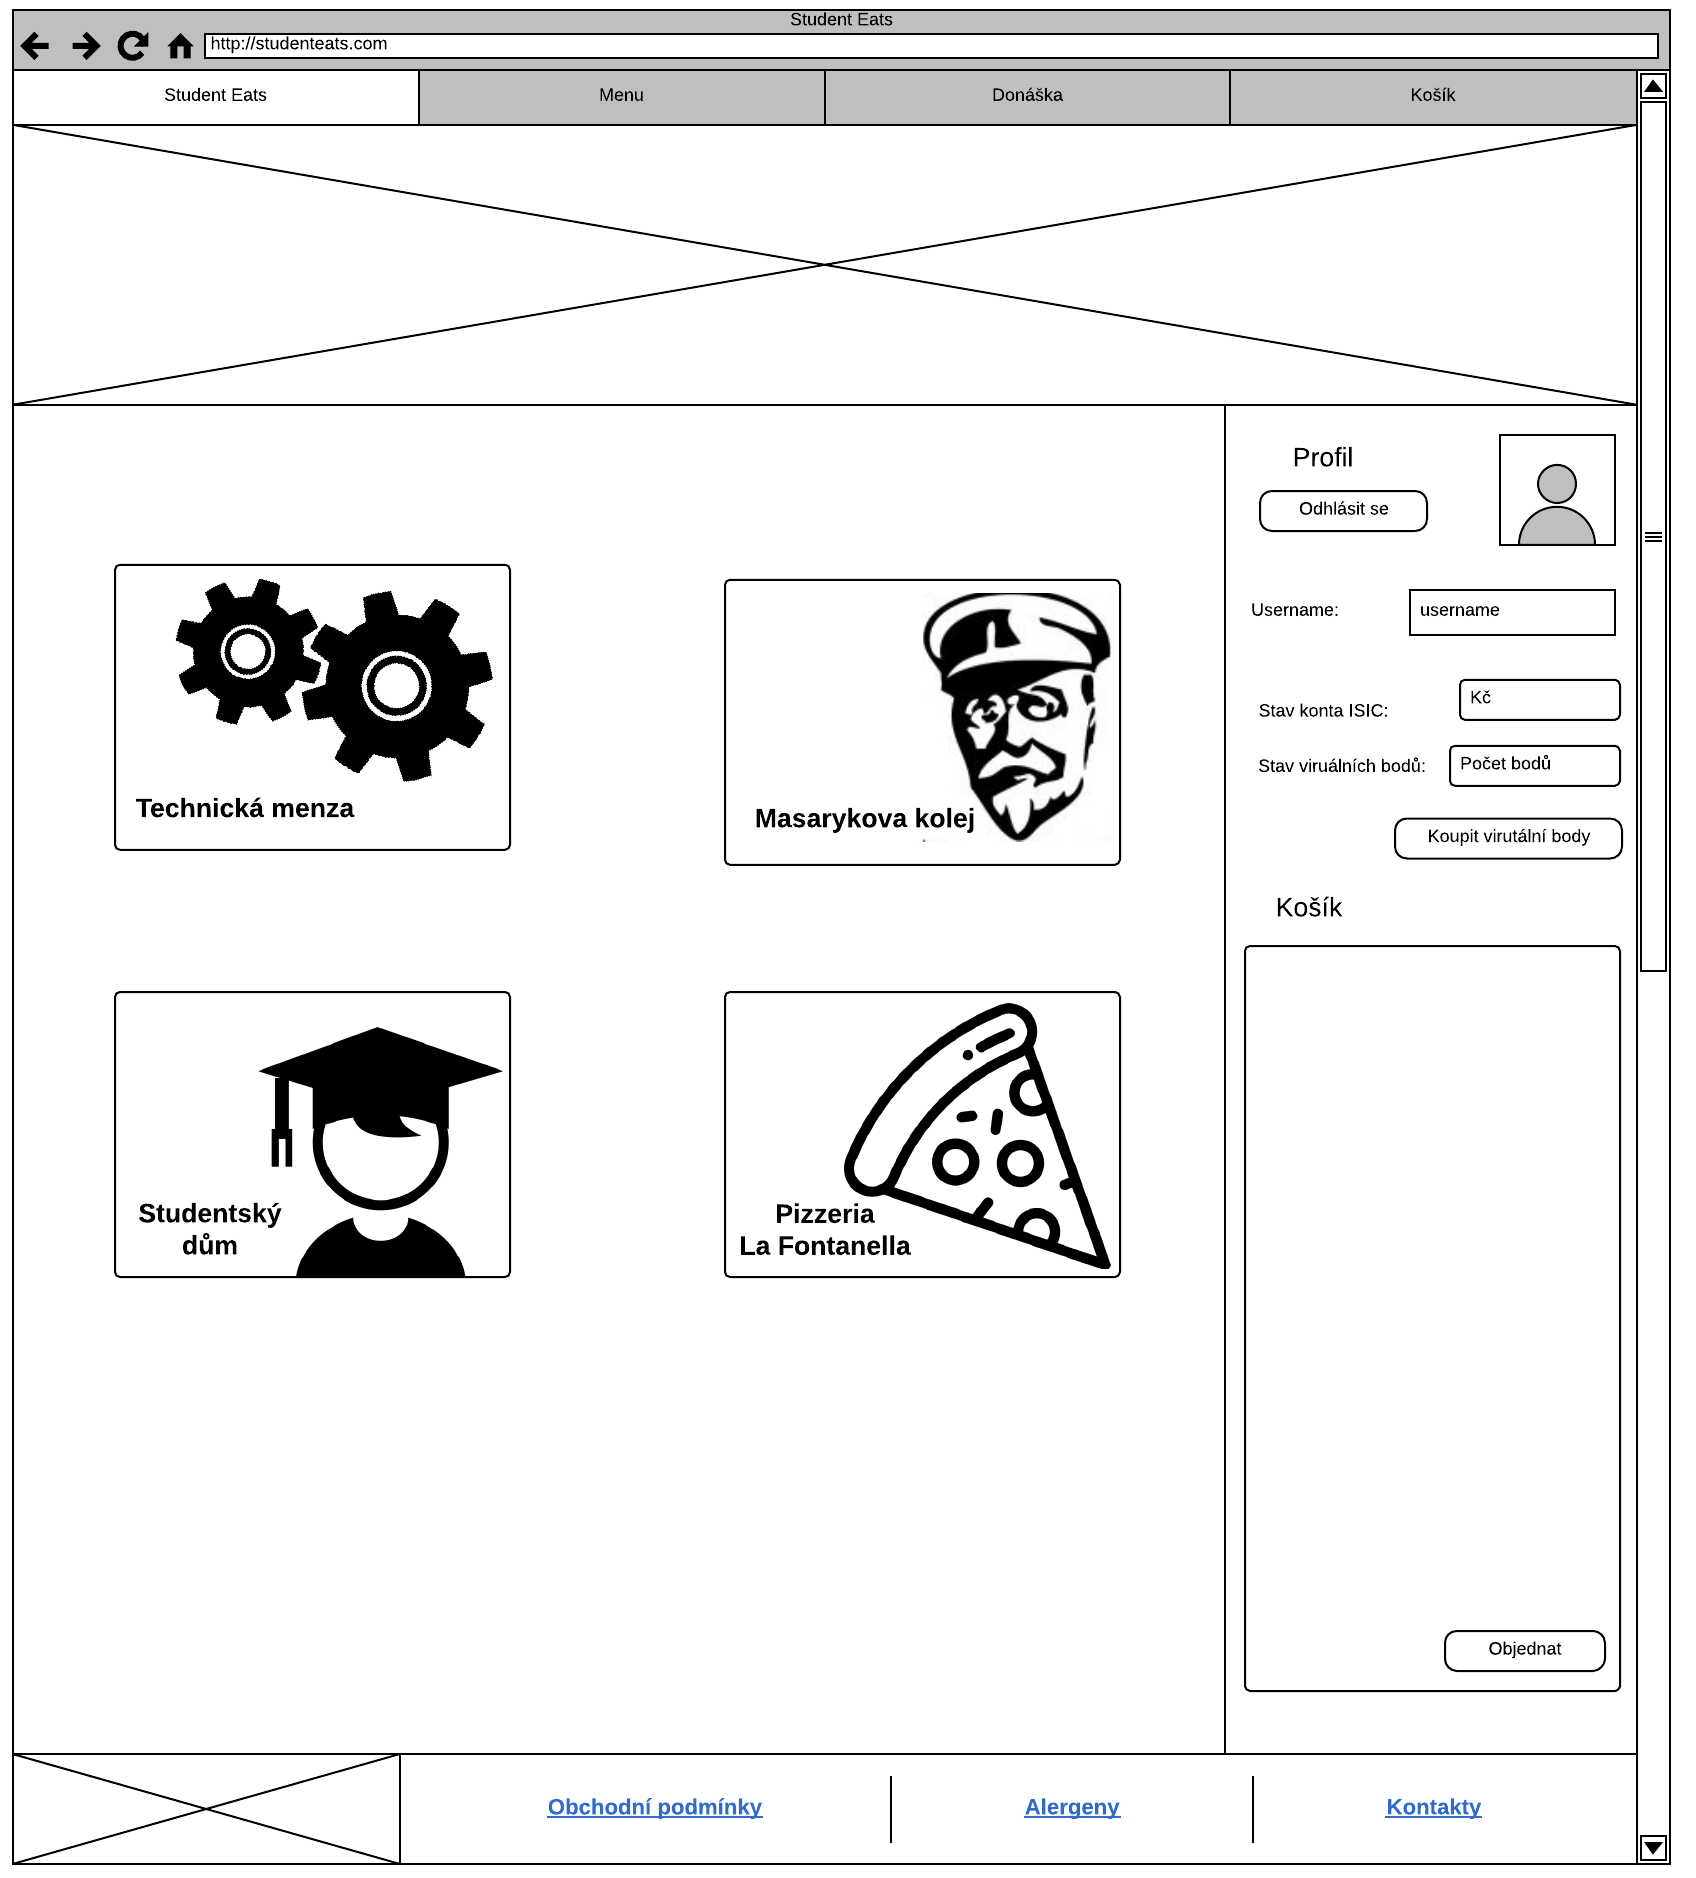 Student Eats
http://studenteats.com
Student Eats
Menu
Donáška
Košík
Profil
Odhlásit se
Username:
username
Stav konta ISIC:
Kč
Stav viruálních bodů:
Počet bodů
Koupit virutální body
Košík
Technická menza
Masarykova kolej
Studentský
dům
Pizzeria
La Fontanella
Objednat
Obchodní podmínky
Alergeny
Kontakty